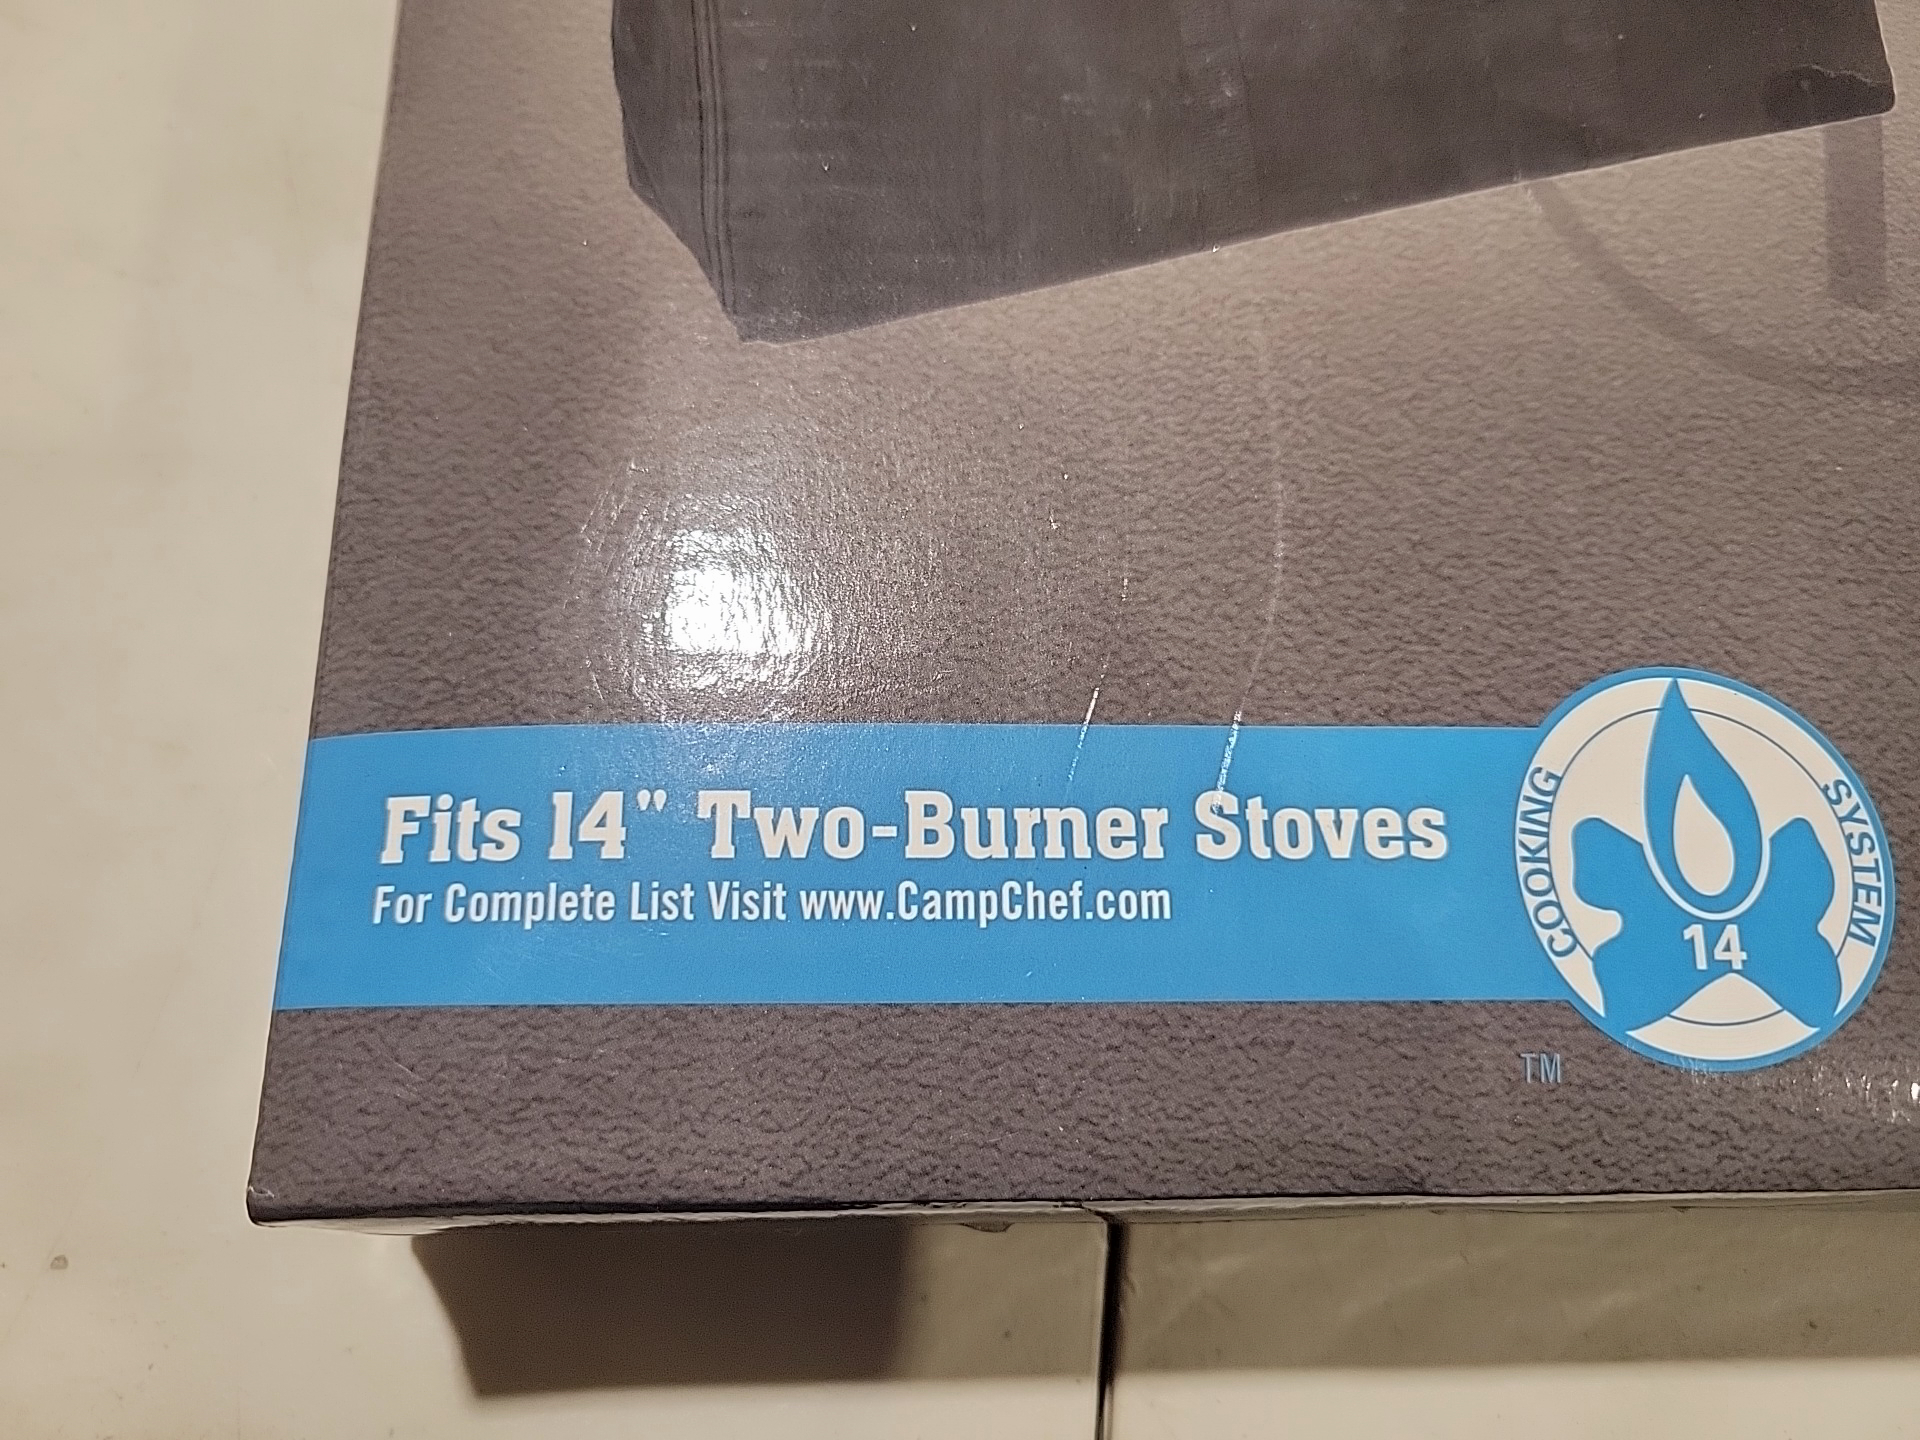 Fits 14" Two-Burner Stoves
For Complete List Visit www.CampChef.com
COOKING SYSTEM
14
TM